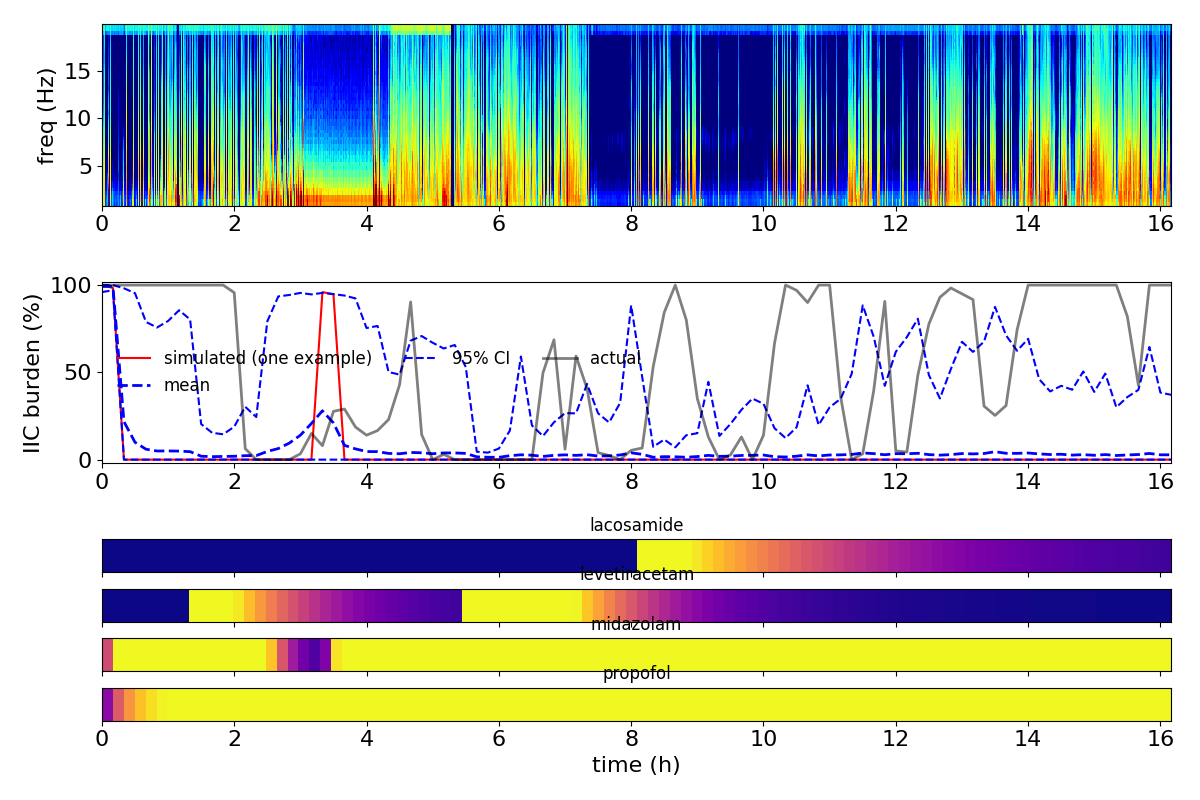 freq (Hz)
15
10
5
0 2 4 6 8 10 12 14 16
IIC burden (%)
100
50
0
simulated (one example) 95% CI actual
mean
0 2 4 6 8 10 12 14 16
lacosamide
levetiracetam
midazolam
propofol
0 2 4 6 8 10 12 14 16
time (h)